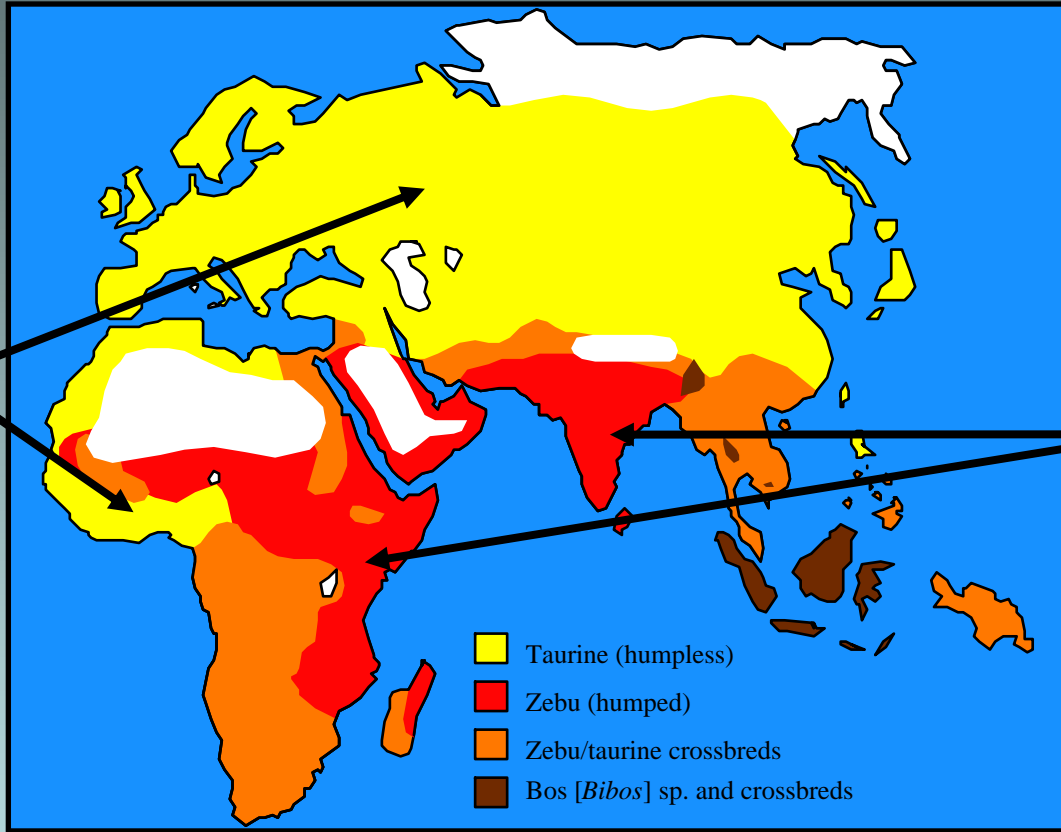 Taurine (humpless)
Zebu (humped)
Zebu/taurine crossbreds
Bos [Bibos] sp. and crossbreds